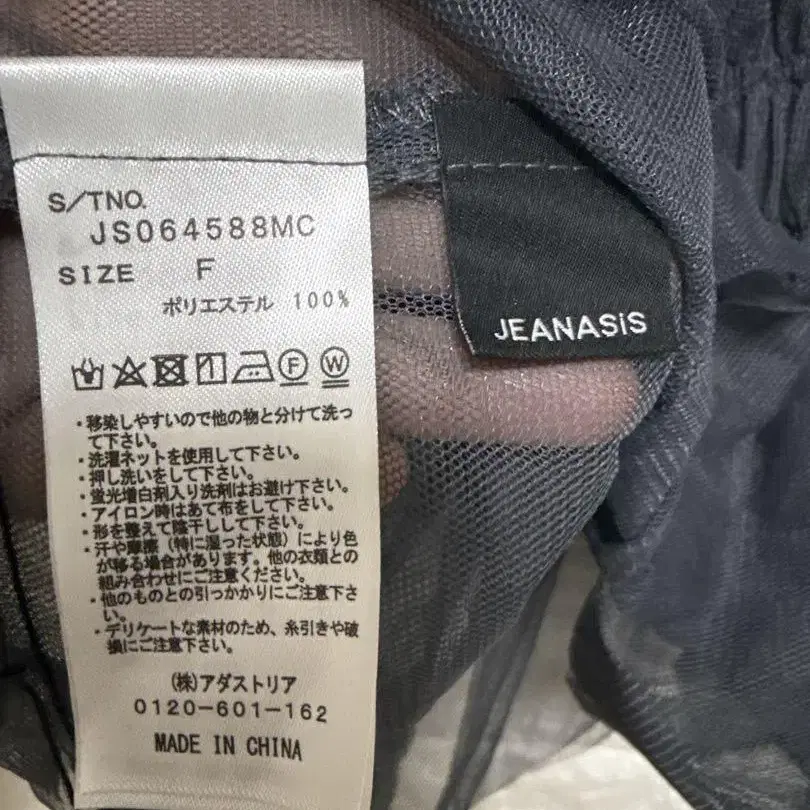 S/TNO.
JS064588MC
SIZE F
ポリエステル 100%
F W
・移染しやすいので他の物と分けて洗っ
て下さい。
・洗濯ネットを使用して下さい。
・押し洗いをして下さい。
・蛍光増白剤入り洗剤はお避け下さい。
・アイロン時はあて布をして下さい。
・形を整えて陰干しして下さい。
・汗や摩擦（特に湿った状態）により色
が移る場合があります。他の衣類との
組み合わせにご注意ください。
・他のものとの引っかかりにご注意下さ
い。
・デリケートな素材のため、糸引きや破
損にご注意下さい。
(株)アダストリア
0120-601-162
MADE IN CHINA
JEANASiS